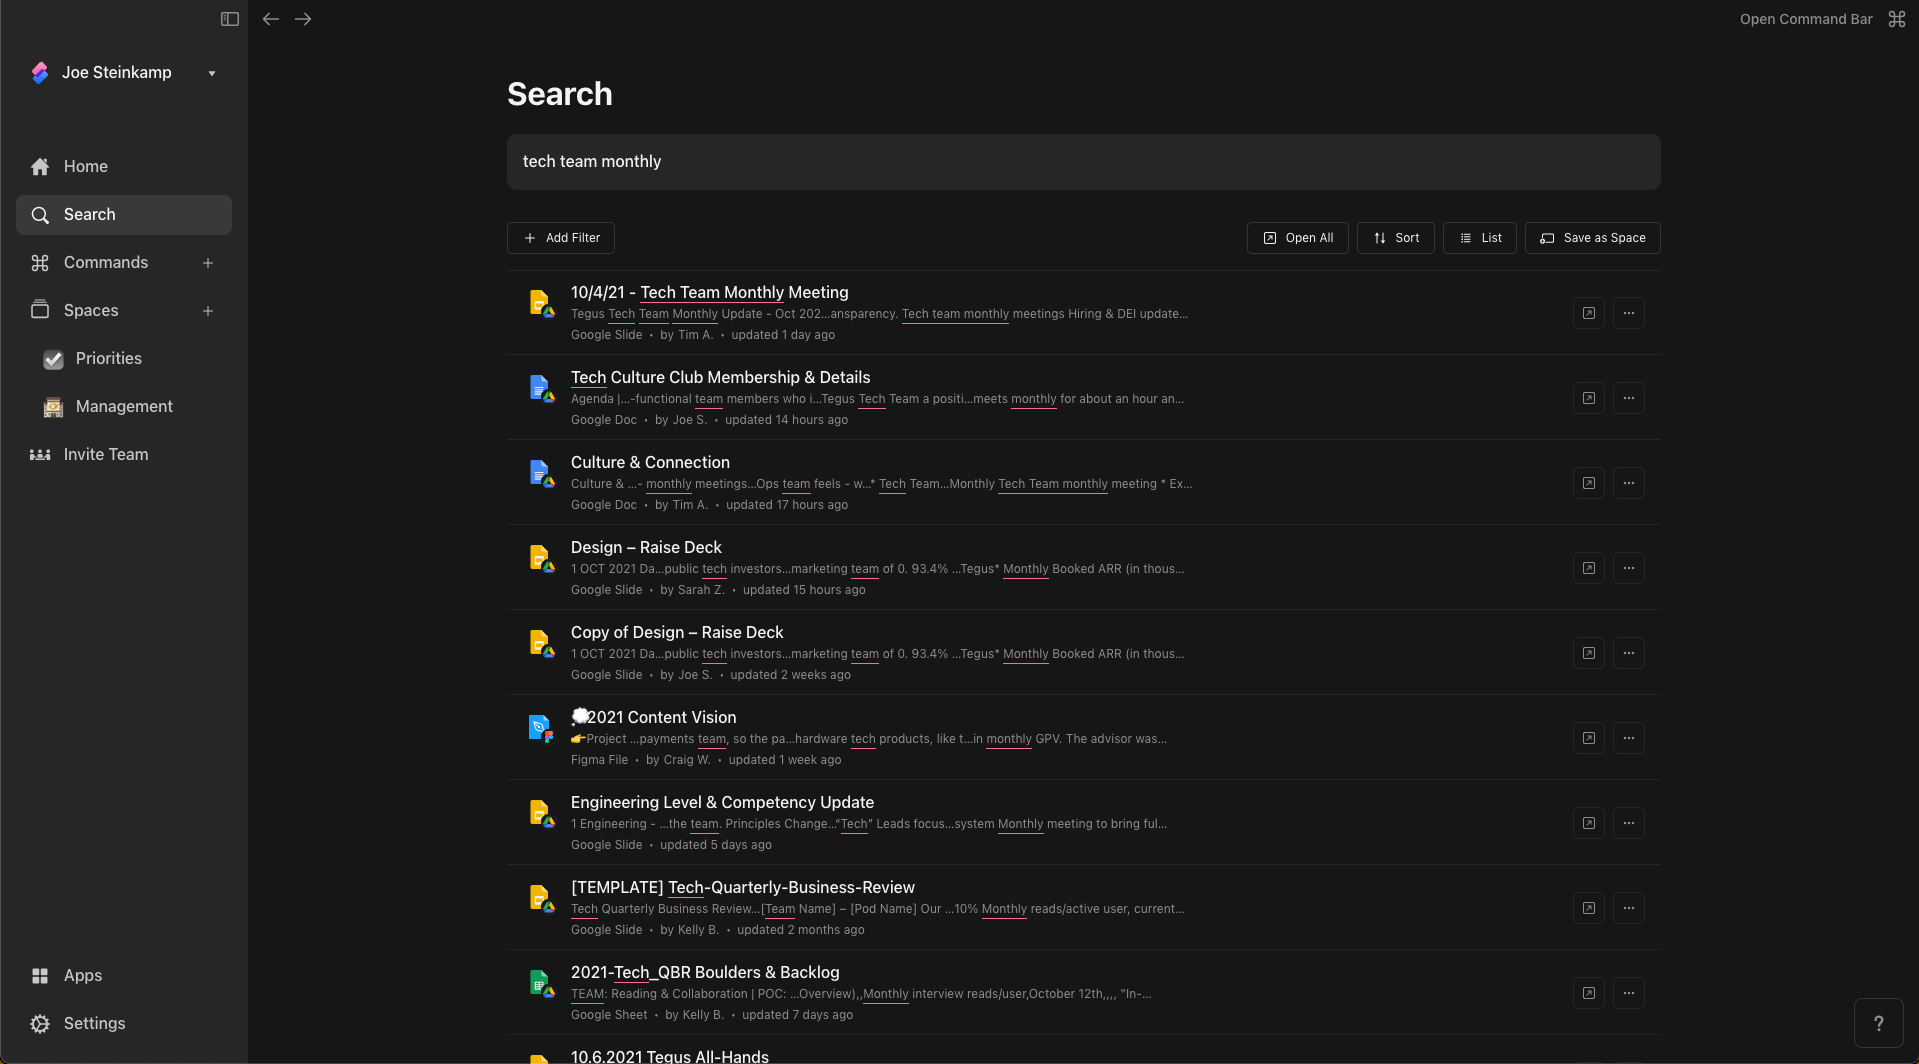 Open Command Bar
Joe Steinkamp
Home
Search
Commands
Spaces
Priorities
Management
Invite Team
Apps
Settings
Search
tech team monthly
Add Filter
Open All
Sort
List
Save as Space
10/4/21 - Tech Team Monthly Meeting
Tegus Tech Team Monthly Update - Oct 202...ansparency. Tech team monthly meetings Hiring & DEI update...
Google Slide • by Tim A. • updated 1 day ago
Tech Culture Club Membership & Details
Agenda |...-functional team members who i...Tegus Tech Team a positi...meets monthly for about an hour an...
Google Doc • by Joe S. • updated 14 hours ago
Culture & Connection
Culture & ...- monthly meetings...Ops team feels - w...* Tech Team...Monthly Tech Team monthly meeting * Ex...
Google Doc • by Tim A. • updated 17 hours ago
Design – Raise Deck
1 OCT 2021 Da...public tech investors...marketing team of 0. 93.4% ...Tegus* Monthly Booked ARR (in thous...
Google Slide • by Sarah Z. • updated 15 hours ago
Copy of Design – Raise Deck
1 OCT 2021 Da...public tech investors...marketing team of 0. 93.4% ...Tegus* Monthly Booked ARR (in thous...
Google Slide • by Joe S. • updated 2 weeks ago
💭2021 Content Vision
👉Project ...payments team, so the pa...hardware tech products, like t...in monthly GPV. The advisor was...
Figma File • by Craig W. • updated 1 week ago
Engineering Level & Competency Update
1 Engineering - ...the team. Principles Change..."Tech" Leads focus...system Monthly meeting to bring ful...
Google Slide • updated 5 days ago
[TEMPLATE] Tech-Quarterly-Business-Review
Tech Quarterly Business Review...[Team Name] – [Pod Name] Our ...10% Monthly reads/active user, current...
Google Slide • by Kelly B. • updated 2 months ago
2021-Tech_QBR Boulders & Backlog
TEAM: Reading & Collaboration | POC: ...Overview),,Monthly interview reads/user,October 12th,,,, "In-...
Google Sheet • by Kelly B. • updated 7 days ago
10.6.2021 Tegus All-Hands
?